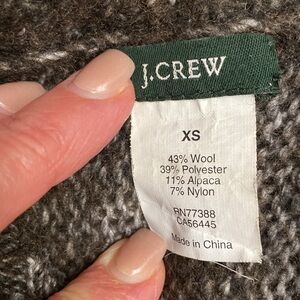 J.CREW
XS
43% Wool
39% Polyester
11% Alpaca
7% Nylon
RN77388
CA56445
Made in China